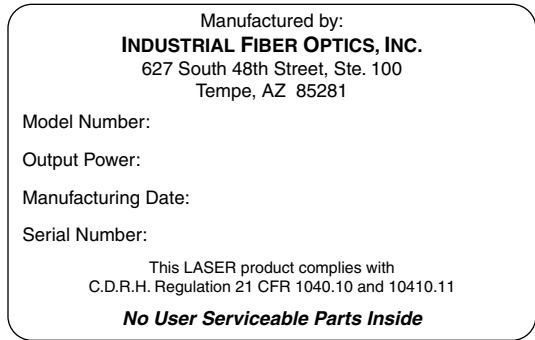 Manufactured by:
INDUSTRIAL FIBER OPTICS, INC.
627 South 48th Street, Ste. 100
Tempe, AZ 85281
Model Number:
Output Power:
Manufacturing Date:
Serial Number:
This LASER product complies with
C.D.R.H. Regulation 21 CFR 1040.10 and 10410.11
No User Serviceable Parts Inside